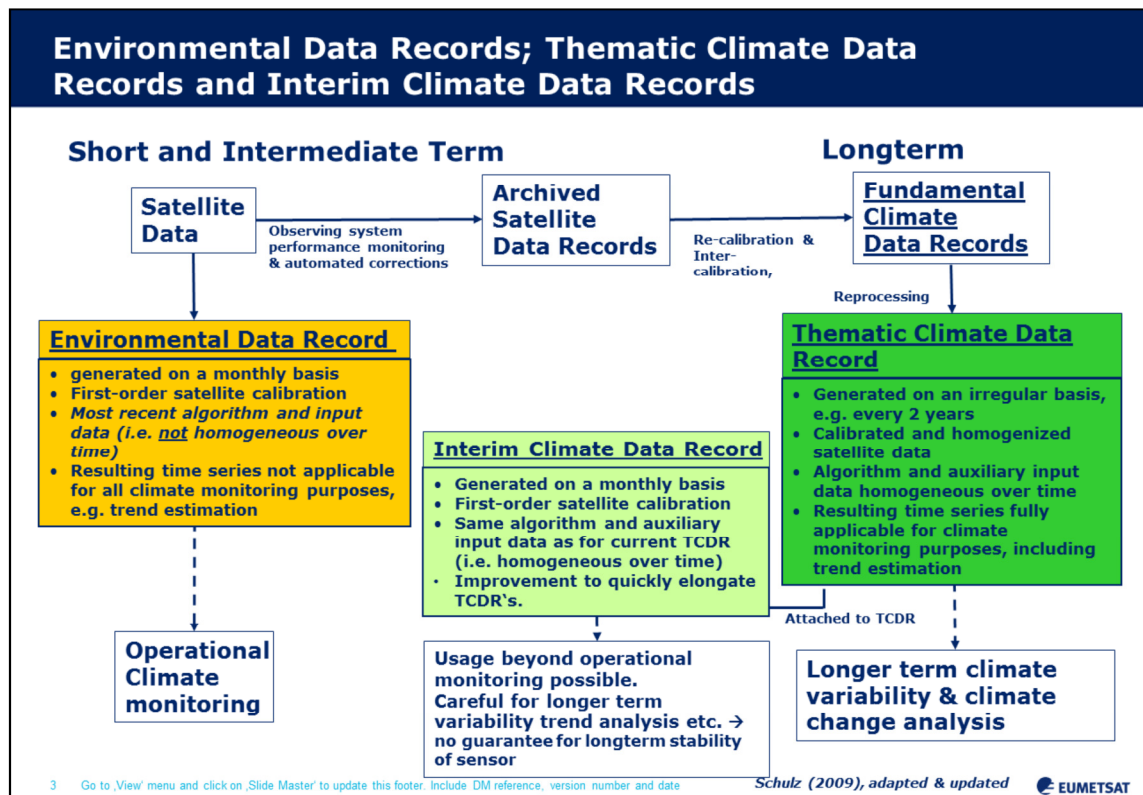 Environmental Data Records; Thematic Climate Data
Records and Interim Climate Data Records
Short and Intermediate Term
Longterm
Satellite
Data
Observing system
performance monitoring
& automated corrections
Archived
Satellite
Data Records
Re-calibration &
Inter-
calibration,
Fundamental
Climate
Data Records
Reprocessing
Environmental Data Record
• generated on a monthly basis
• First-order satellite calibration
• Most recent algorithm and input
data (i.e. not homogeneous over
time)
• Resulting time series not applicable
for all climate monitoring purposes,
e.g. trend estimation
Interim Climate Data Record
• Generated on a monthly basis
• First-order satellite calibration
• Same algorithm and auxiliary
input data as for current TCDR
(i.e. homogeneous over time)
• Improvement to quickly elongate
TCDR‘s.
Thematic Climate Data
Record
• Generated on an irregular basis,
e.g. every 2 years
• Calibrated and homogenized
satellite data
• Algorithm and auxiliary input
data homogeneous over time
• Resulting time series fully
applicable for climate
monitoring purposes, including
trend estimation
Attached to TCDR
Operational
Climate
monitoring
Usage beyond operational
monitoring possible.
Careful for longer term
variability trend analysis etc. →
no guarantee for longterm stability
of sensor
Longer term climate
variability & climate
change analysis
3 Go to ‚View‘ menu and click on ‚Slide Master‘ to update this footer. Include DM reference, version number and date
Schulz (2009), adapted & updated
EUMETSAT